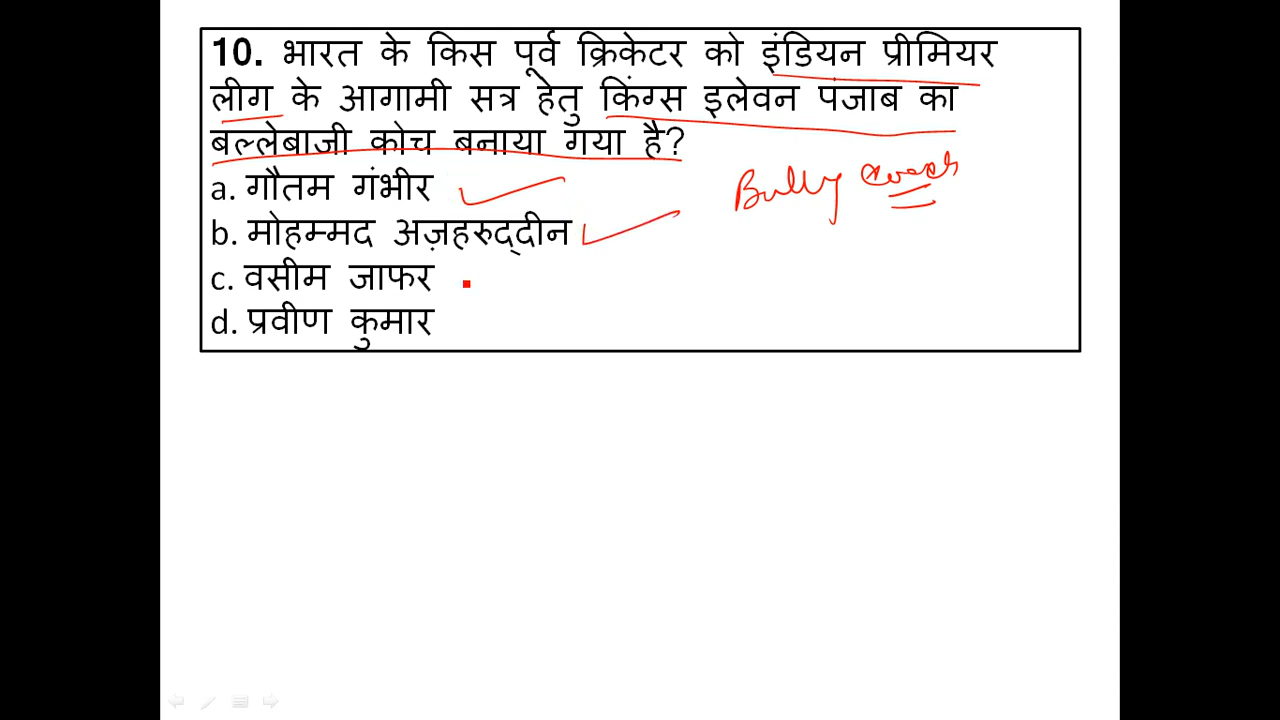 10. भारत के किस पूर्व क्रिकेटर को इंडियन प्रीमियर
लीग के आगामी सत्र हेतु किंग्स इलेवन पंजाब का
बल्लेबाजी कोच बनाया गया है?
a. गौतम गंभीर
b. मोहम्मद अज़हरुद्दीन
c. वसीम जाफर
d. प्रवीण कुमार